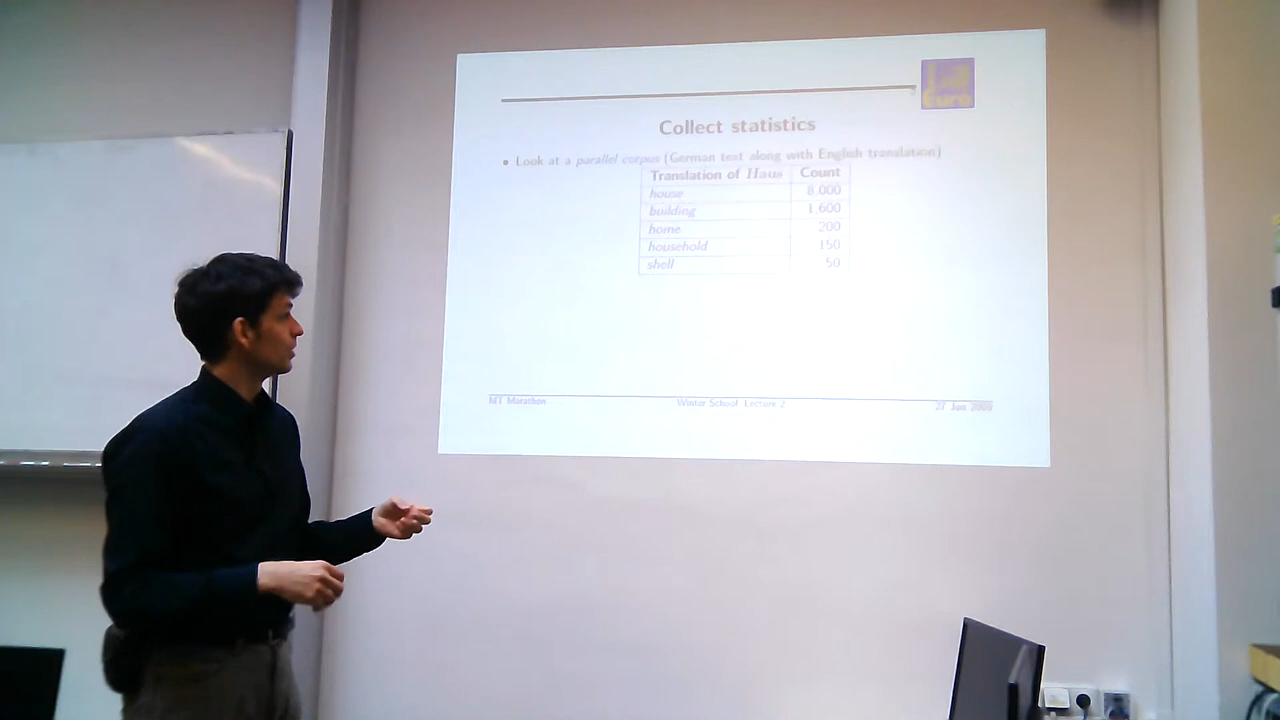 Collect statistics
• Look at a parallel corpus (German text along with English translation)
Translation of Haus Count
house 8.000
building 1.600
home 200
household 150
shell 50
MT Marathon Winter School, Lecture 2 27 Jan 2009